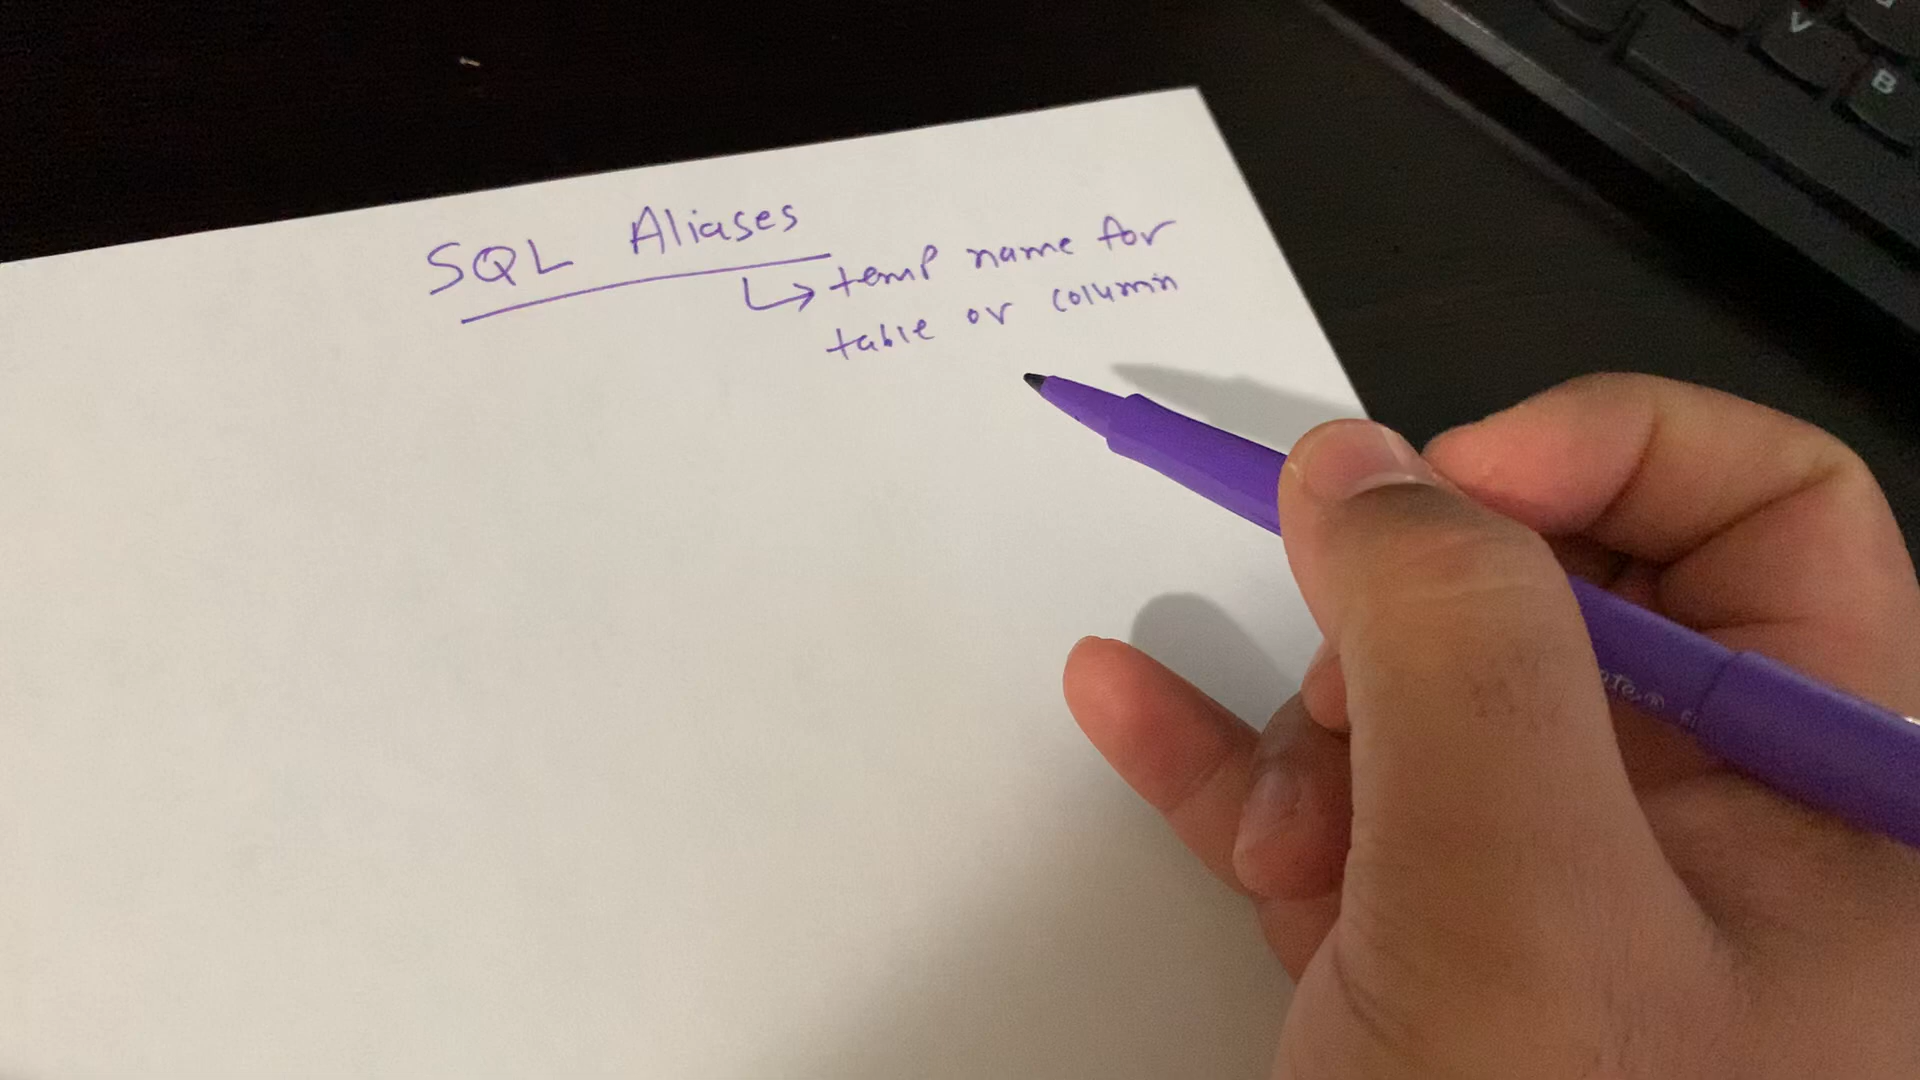 SQL Aliases
↳ temp name for
table or column
V
B